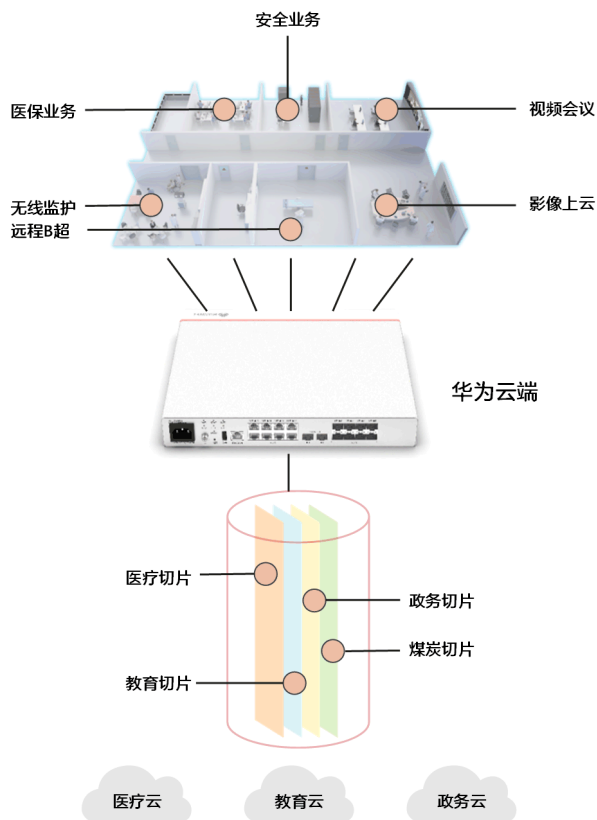 安全业务
医保业务
视频会议
无线监护
影像上云
远程B超
华为云端
医疗切片
政务切片
煤炭切片
教育切片
医疗云
教育云
政务云